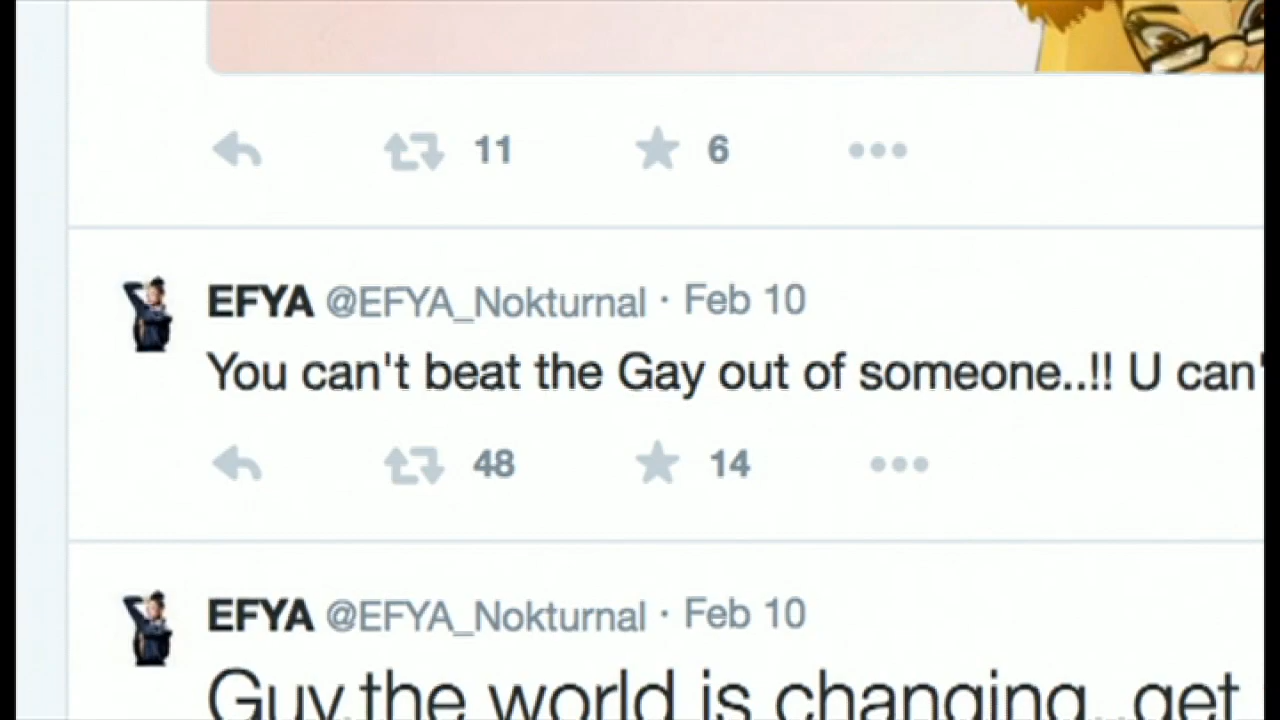 11 6
EFYA @EFYA_Nokturnal · Feb 10
You can't beat the Gay out of someone..!! U can'
48 14
EFYA @EFYA_Nokturnal · Feb 10
Guy,the world is changing..get